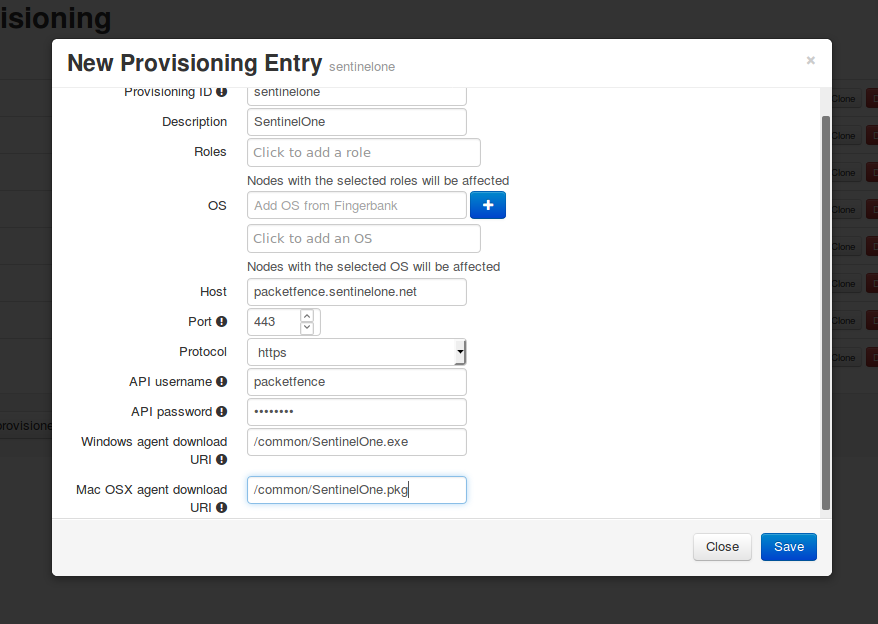 isioning
New Provisioning Entry sentinelone ×
Provisioning ID sentinelone
Description SentinelOne
Roles Click to add a role
Nodes with the selected roles will be affected
OS Add OS from Fingerbank +
Click to add an OS
Nodes with the selected OS will be affected
Host packetfence.sentinelone.net
Port 443
Protocol https
API username packetfence
API password ••••••••
Windows agent download URI /common/SentinelOne.exe
Mac OSX agent download URI /common/SentinelOne.pkg
Close Save
Clone
Clone
Clone
Clone
Clone
Clone
Clone
Clone
rovisione